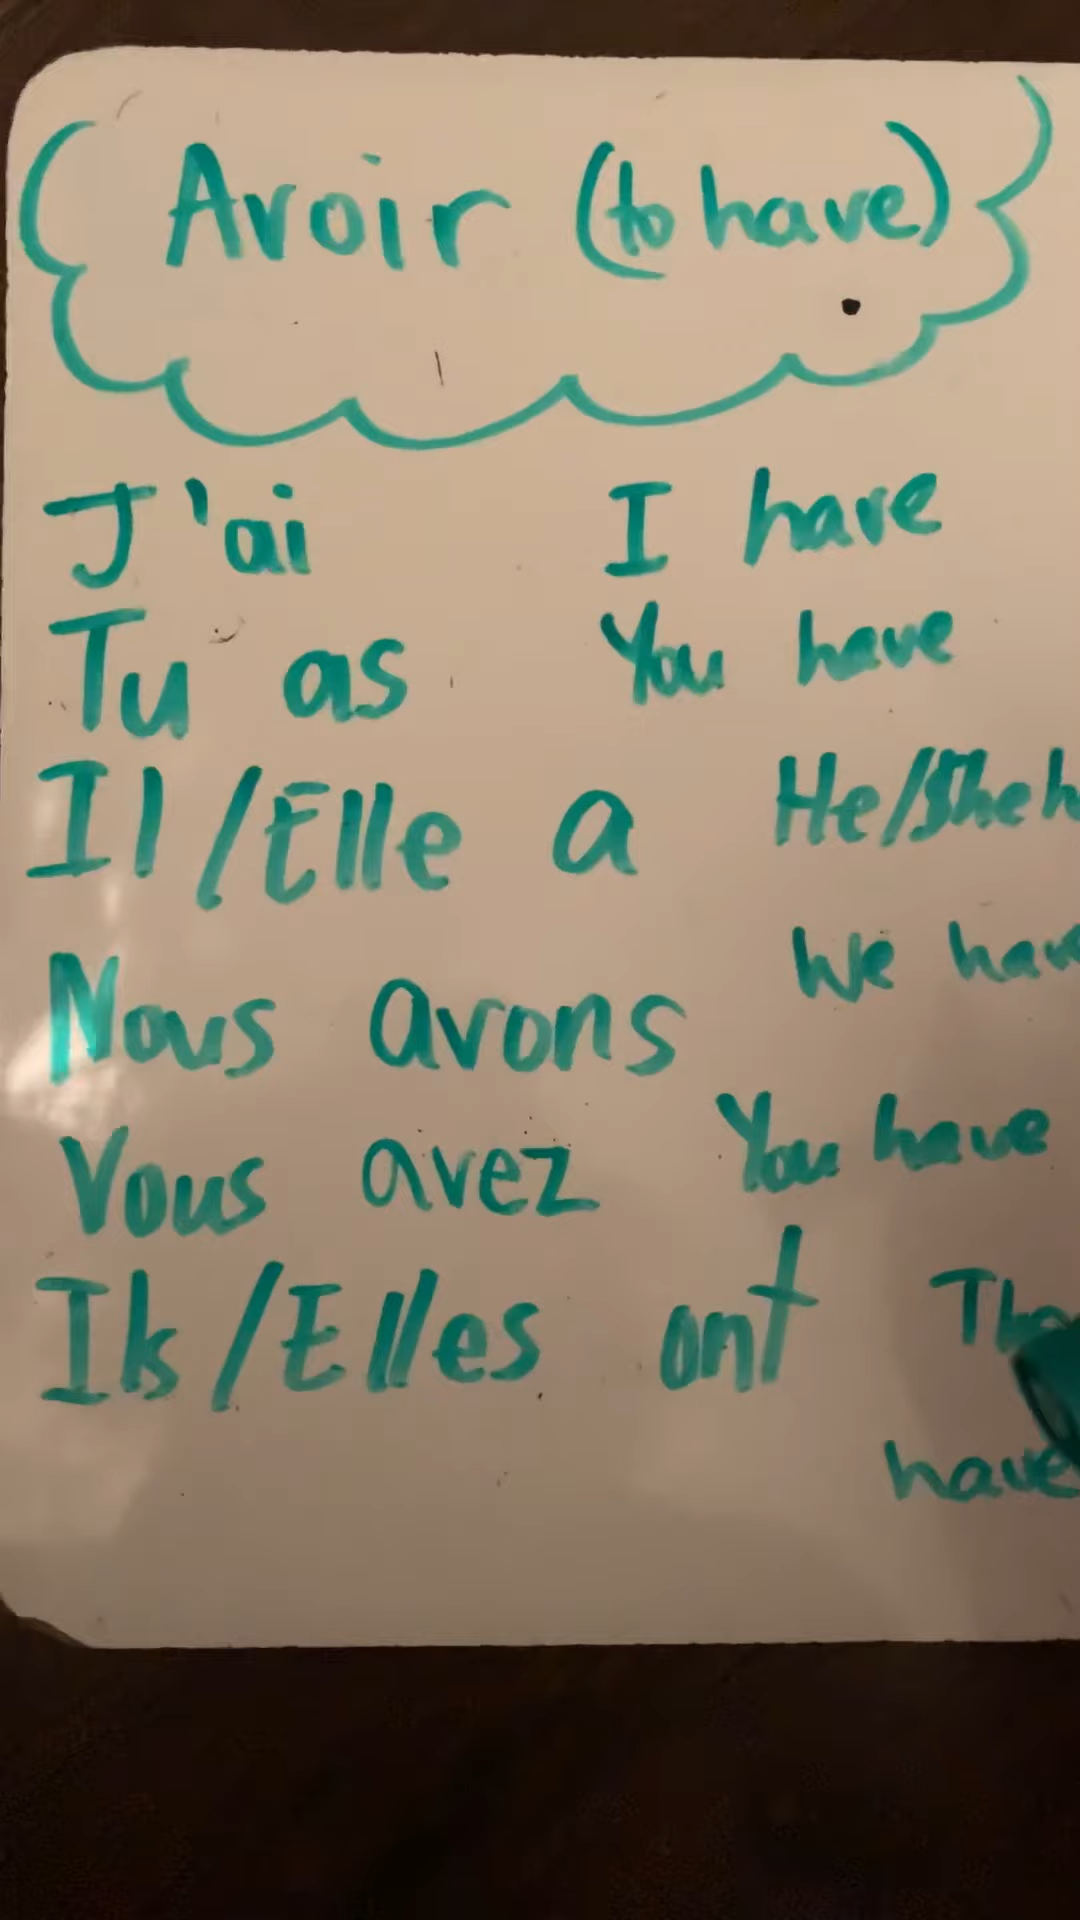 Avoir (to have)
J'ai I have
Tu as You have
Il/Elle a He/She
Nous avons We
Vous avez You have
Ils/Elles ont
have